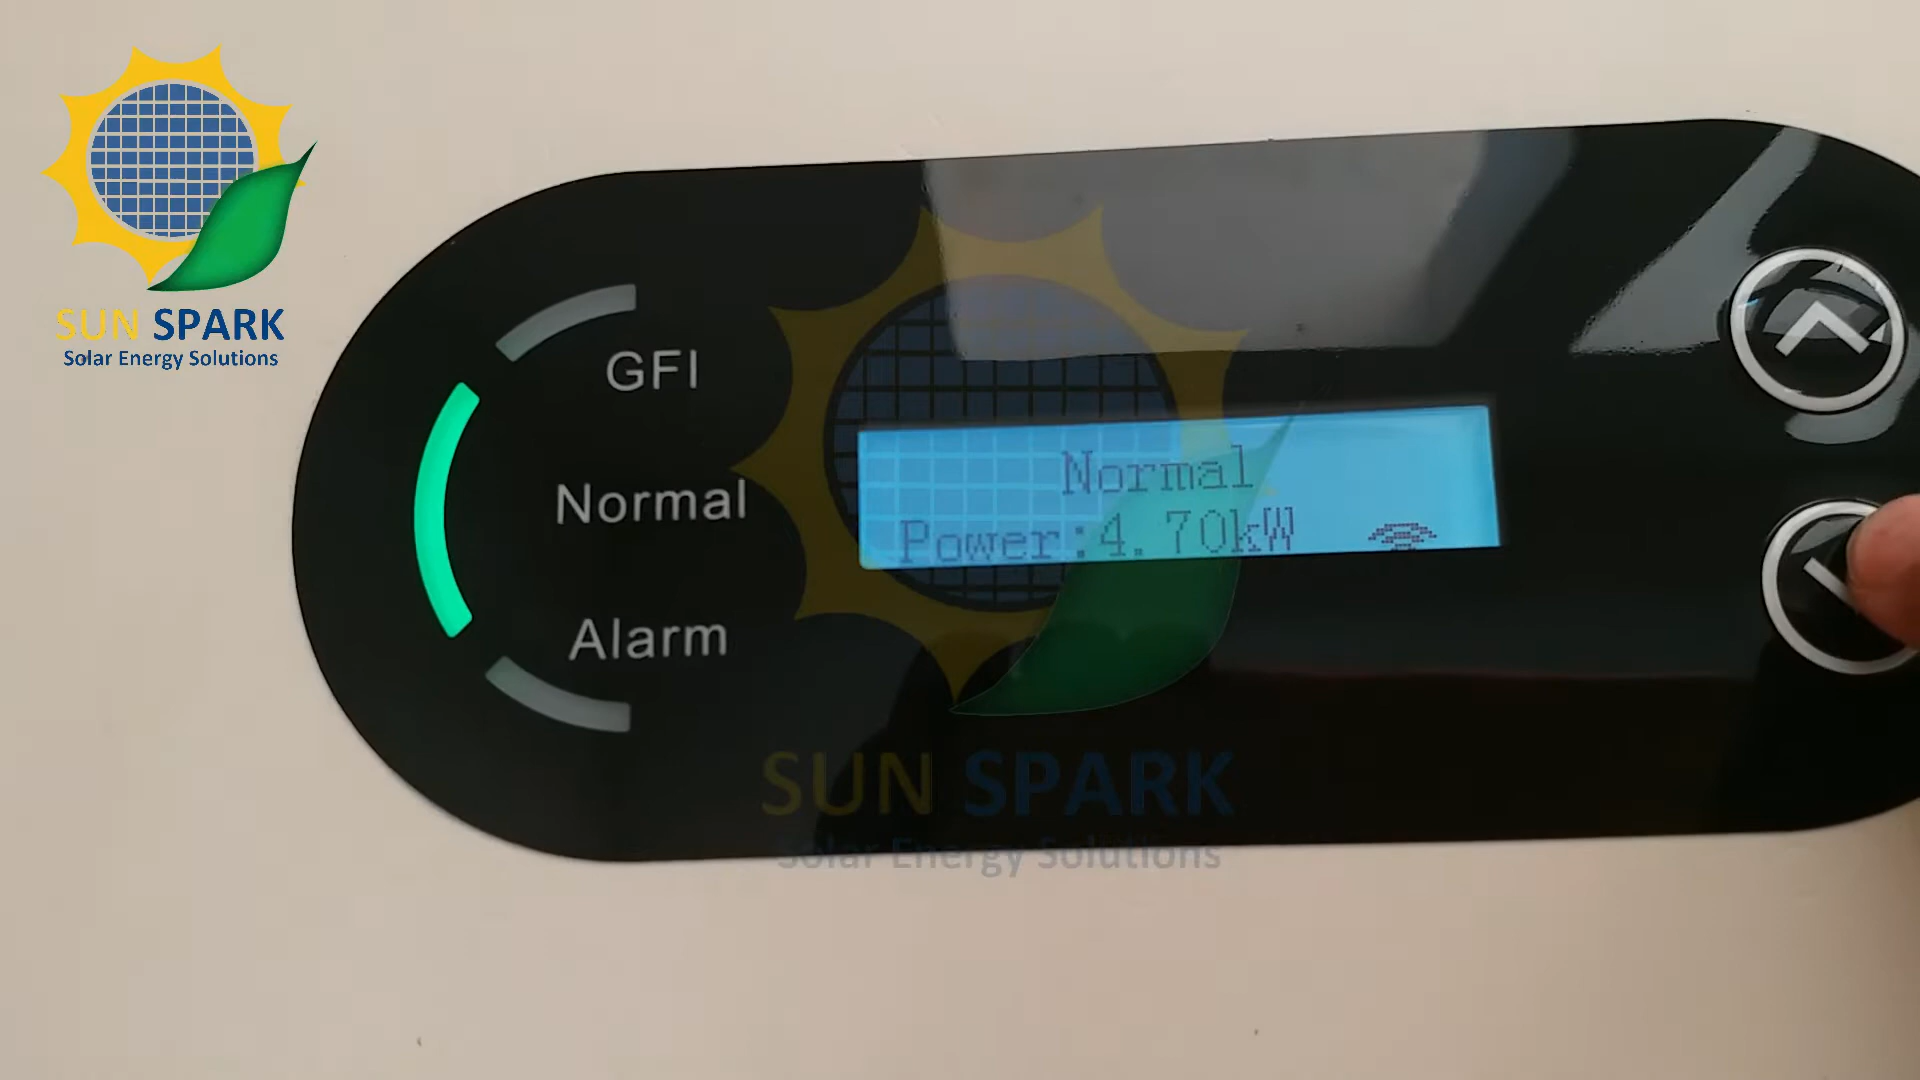 SUN SPARK
Solar Energy Solutions
GFI
Normal
Alarm
Normal
Power:4.70kW
SUN SPARK
Solar Energy Solutions